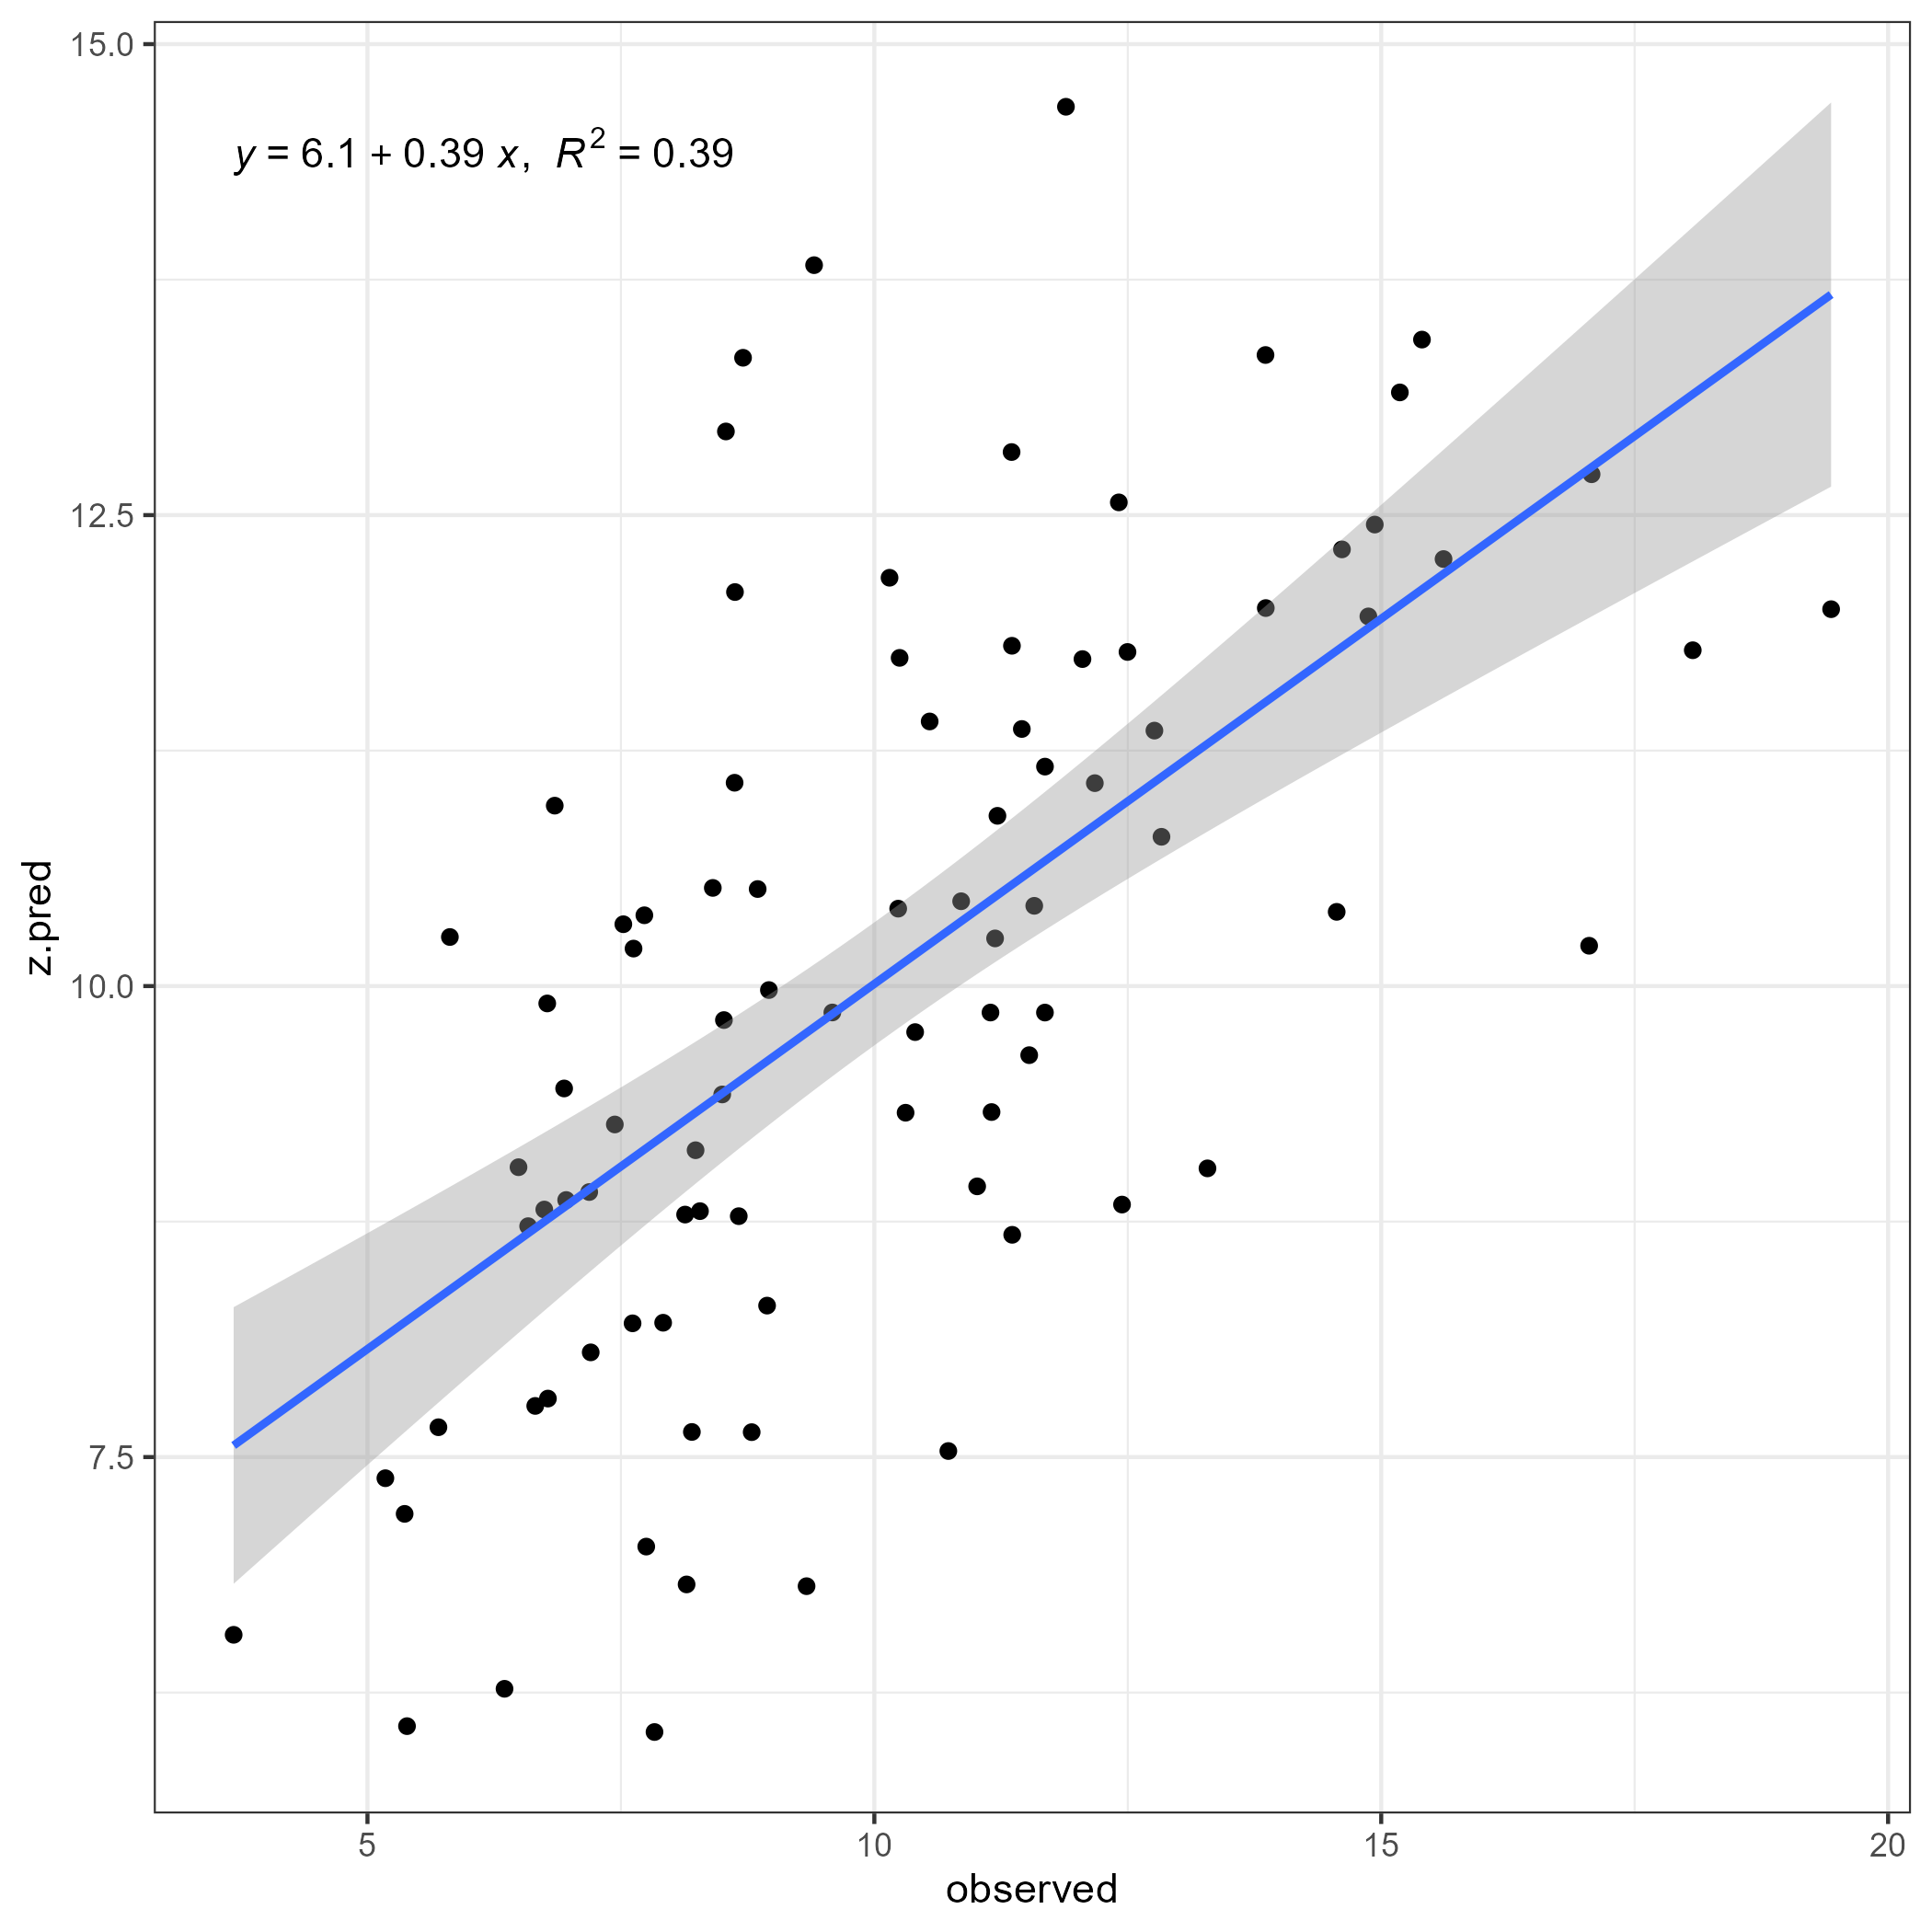 15.0
y = 6.1 + 0.39 x, R² = 0.39
12.5
z.pred
10.0
7.5
5 10 15 20
observed